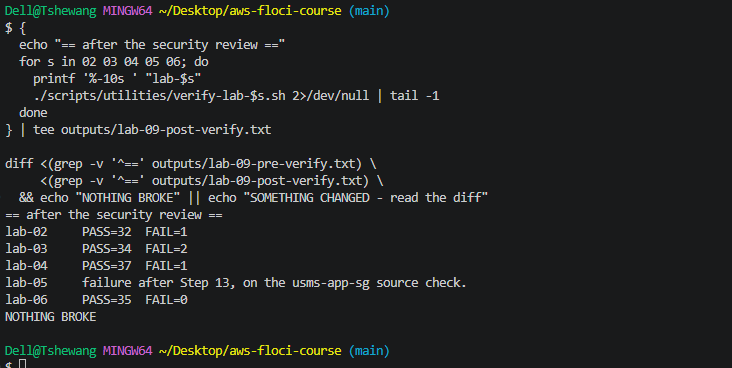 Dell@Tshewang MINGW64 ~/Desktop/aws-floci-course (main)
$ {
  echo "== after the security review =="
  for s in 02 03 04 05 06; do
    printf '%-10s ' "lab-$s"
    ./scripts/utilities/verify-lab-$s.sh 2>/dev/null | tail -1
  done
} | tee outputs/lab-09-post-verify.txt

diff <(grep -v '^==' outputs/lab-09-pre-verify.txt) \
     <(grep -v '^==' outputs/lab-09-post-verify.txt) \
  && echo "NOTHING BROKE" || echo "SOMETHING CHANGED - read the diff"
== after the security review ==
lab-02     PASS=32  FAIL=1
lab-03     PASS=34  FAIL=2
lab-04     PASS=37  FAIL=1
lab-05     failure after Step 13, on the usms-app-sg source check.
lab-06     PASS=35  FAIL=0
NOTHING BROKE

Dell@Tshewang MINGW64 ~/Desktop/aws-floci-course (main)
$